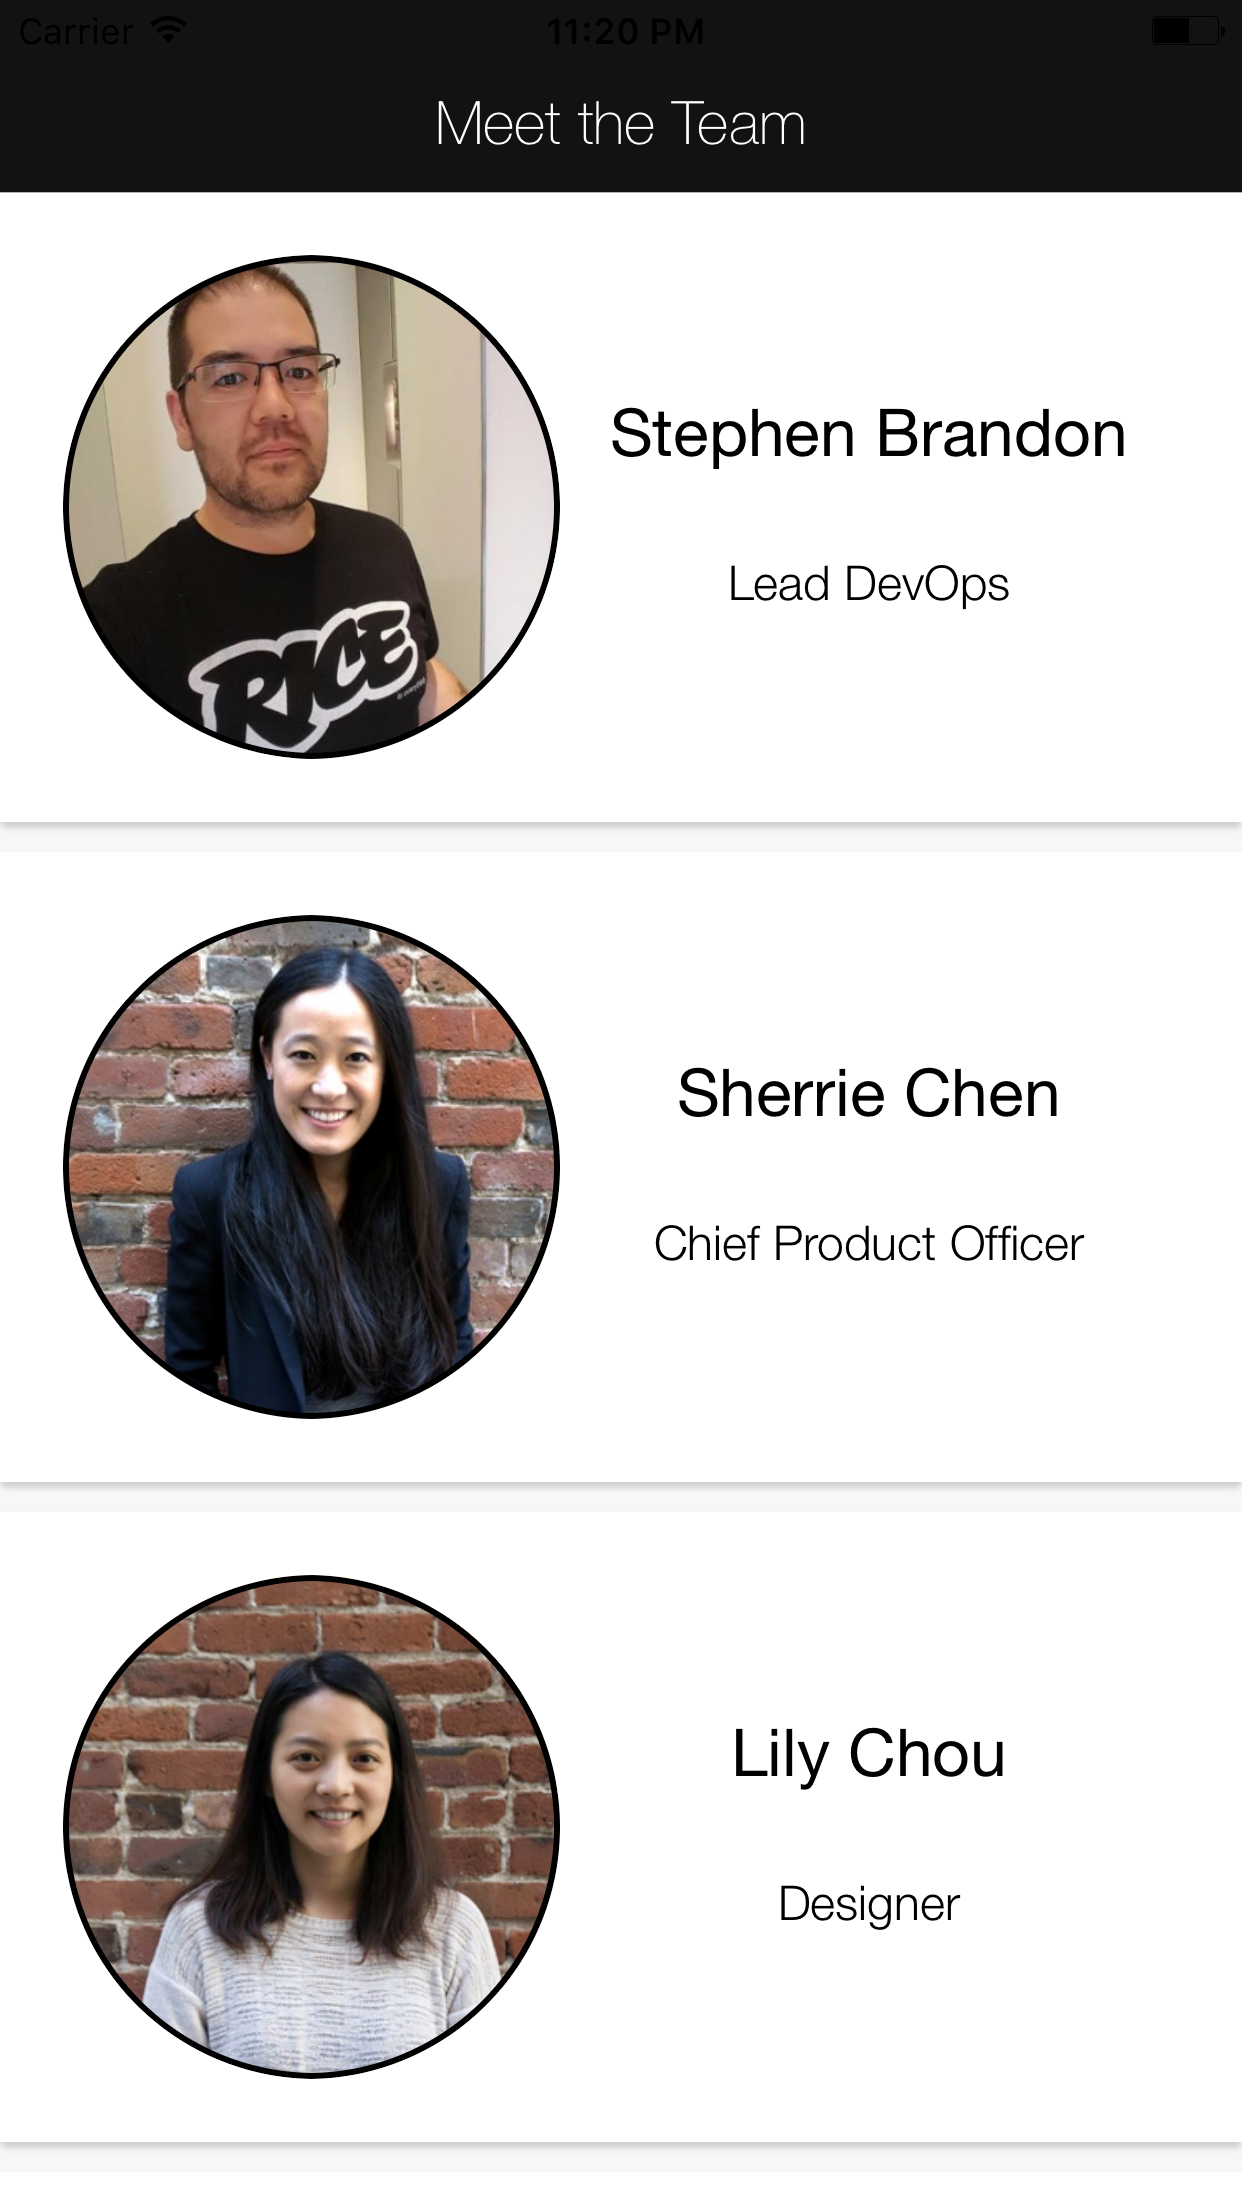 Carrier 11:20 PM
Meet the Team
RICE
Stephen Brandon
Lead DevOps
Sherrie Chen
Chief Product Officer
Lily Chou
Designer